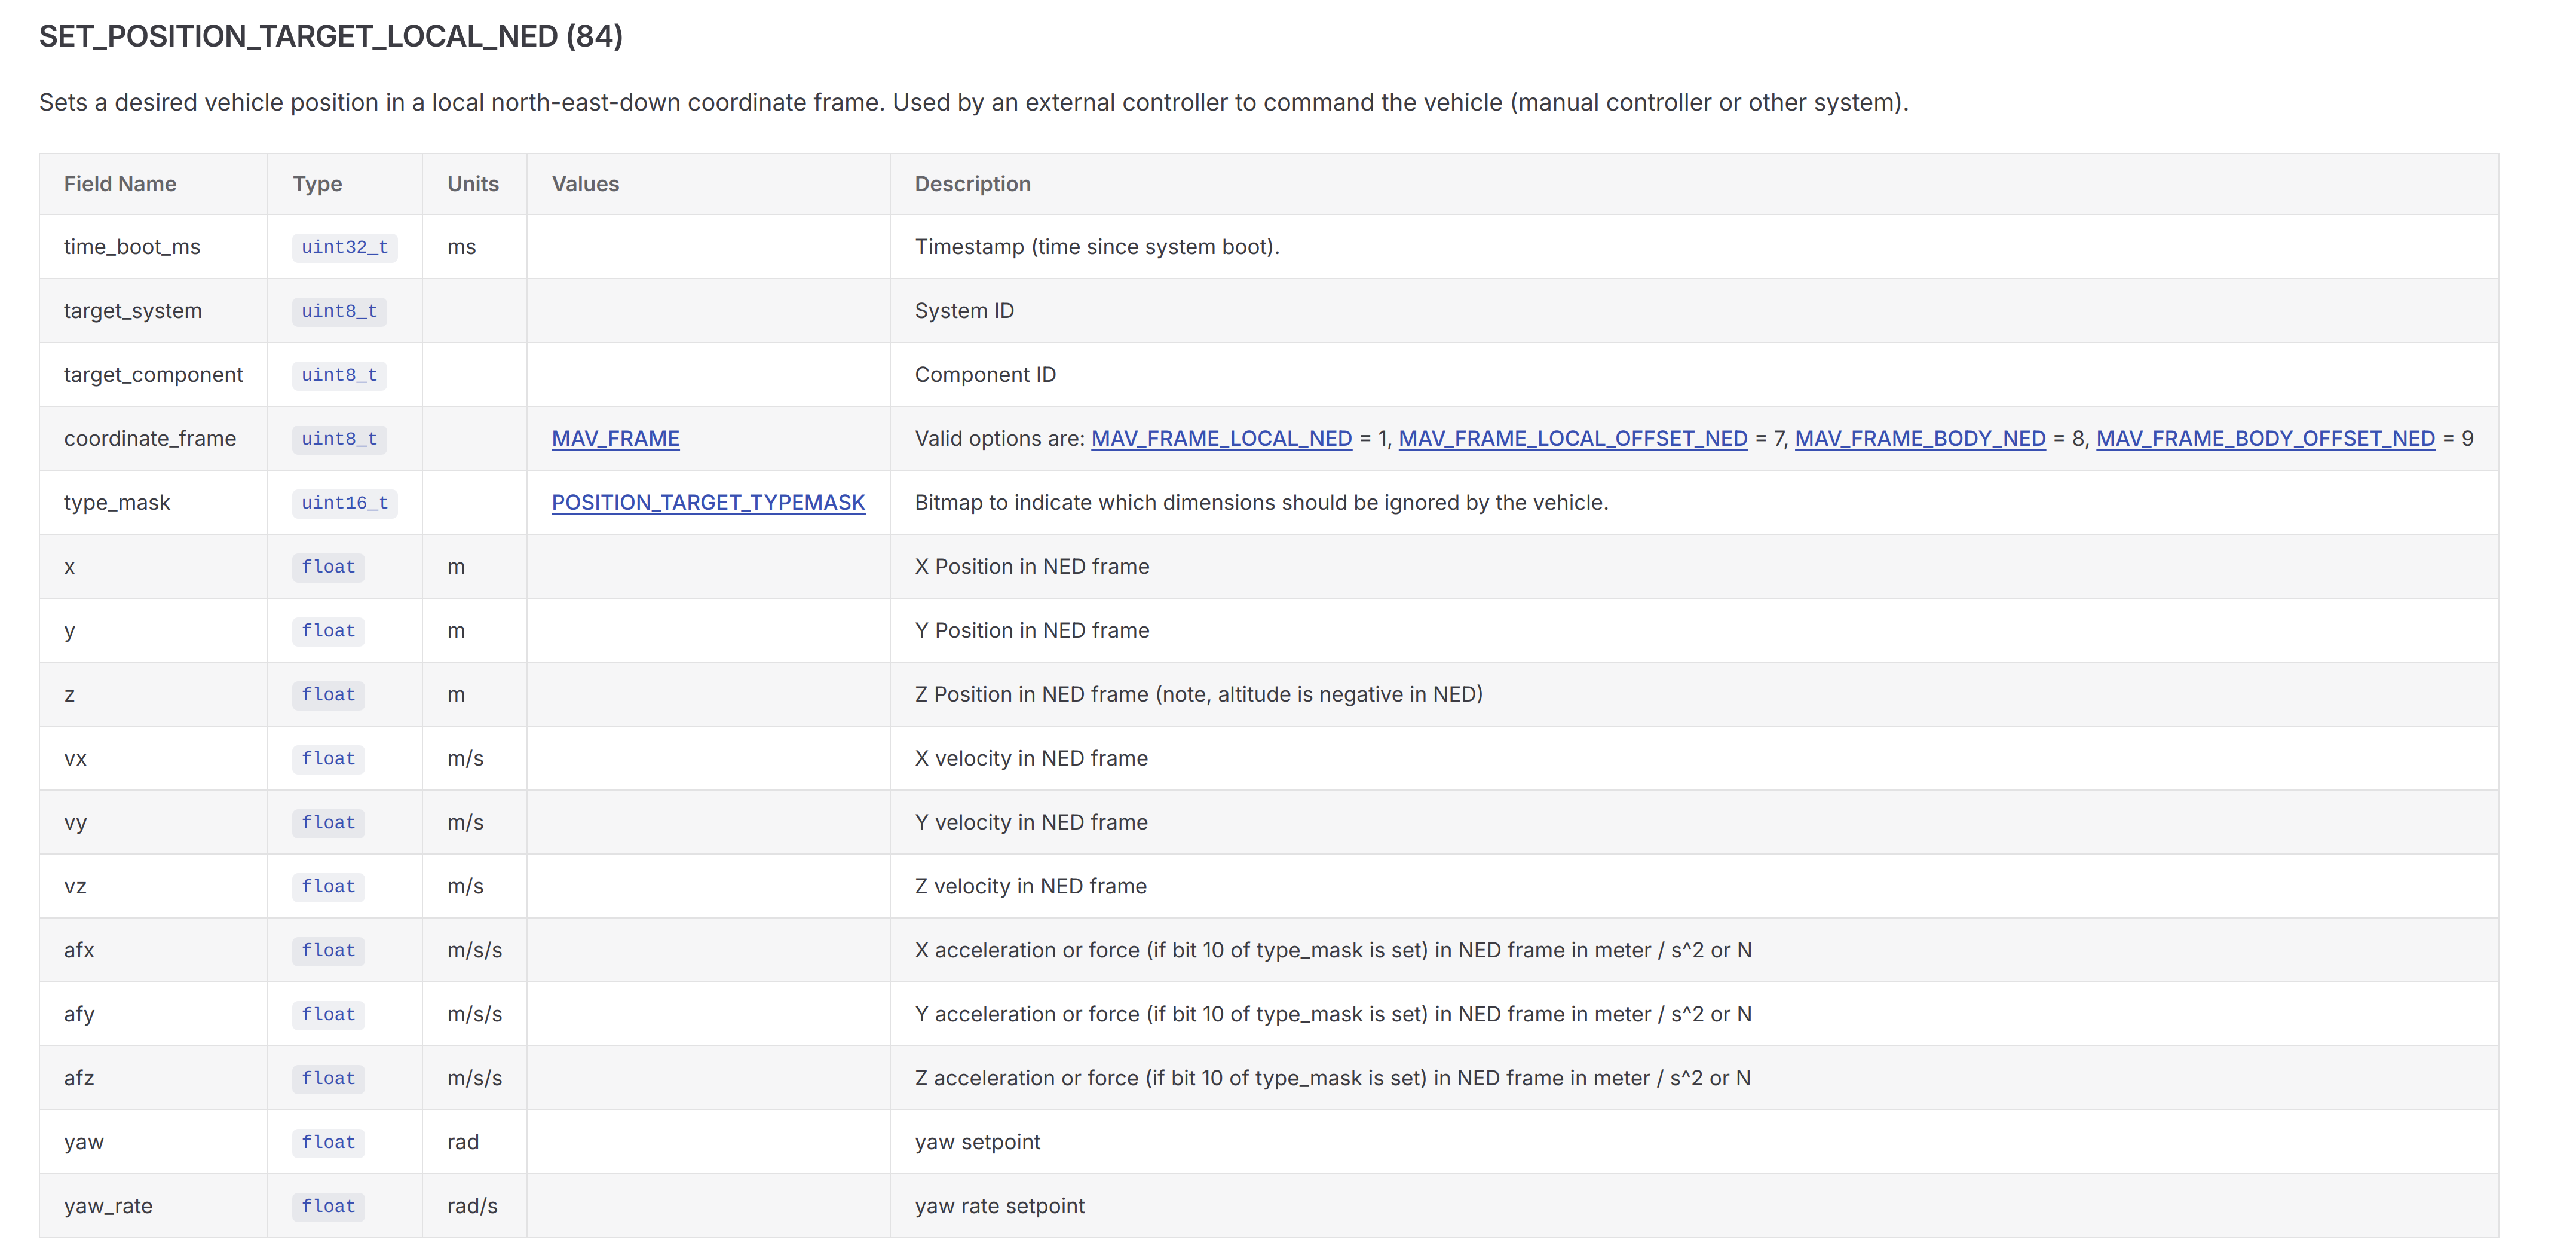 SET_POSITION_TARGET_LOCAL_NED (84)
Sets a desired vehicle position in a local north-east-down coordinate frame. Used by an external controller to command the vehicle (manual controller or other system).
Field Name Type Units Values Description
time_boot_ms uint32_t ms Timestamp (time since system boot).
target_system uint8_t System ID
target_component uint8_t Component ID
coordinate_frame uint8_t MAV_FRAME Valid options are: MAV_FRAME_LOCAL_NED = 1, MAV_FRAME_LOCAL_OFFSET_NED = 7, MAV_FRAME_BODY_NED = 8, MAV_FRAME_BODY_OFFSET_NED = 9
type_mask uint16_t POSITION_TARGET_TYPEMASK Bitmap to indicate which dimensions should be ignored by the vehicle.
x float m X Position in NED frame
y float m Y Position in NED frame
z float m Z Position in NED frame (note, altitude is negative in NED)
vx float m/s X velocity in NED frame
vy float m/s Y velocity in NED frame
vz float m/s Z velocity in NED frame
afx float m/s/s X acceleration or force (if bit 10 of type_mask is set) in NED frame in meter / s^2 or N
afy float m/s/s Y acceleration or force (if bit 10 of type_mask is set) in NED frame in meter / s^2 or N
afz float m/s/s Z acceleration or force (if bit 10 of type_mask is set) in NED frame in meter / s^2 or N
yaw float rad yaw setpoint
yaw_rate float rad/s yaw rate setpoint